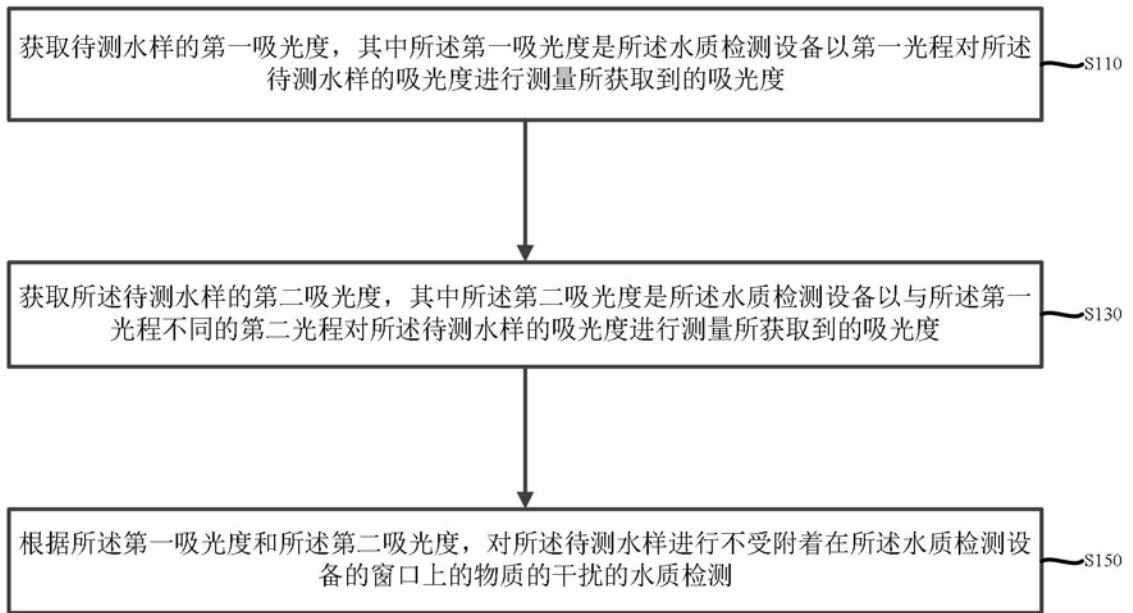 获取待测水样的第一吸光度，其中所述第一吸光度是所述水质检测设备以第一光程对所述
待测水样的吸光度进行测量所获取到的吸光度
S110
获取所述待测水样的第二吸光度，其中所述第二吸光度是所述水质检测设备以与所述第一
光程不同的第二光程对所述待测水样的吸光度进行测量所获取到的吸光度
S130
根据所述第一吸光度和所述第二吸光度，对所述待测水样进行不受附着在所述水质检测设
备的窗口上的物质的干扰的水质检测
S150